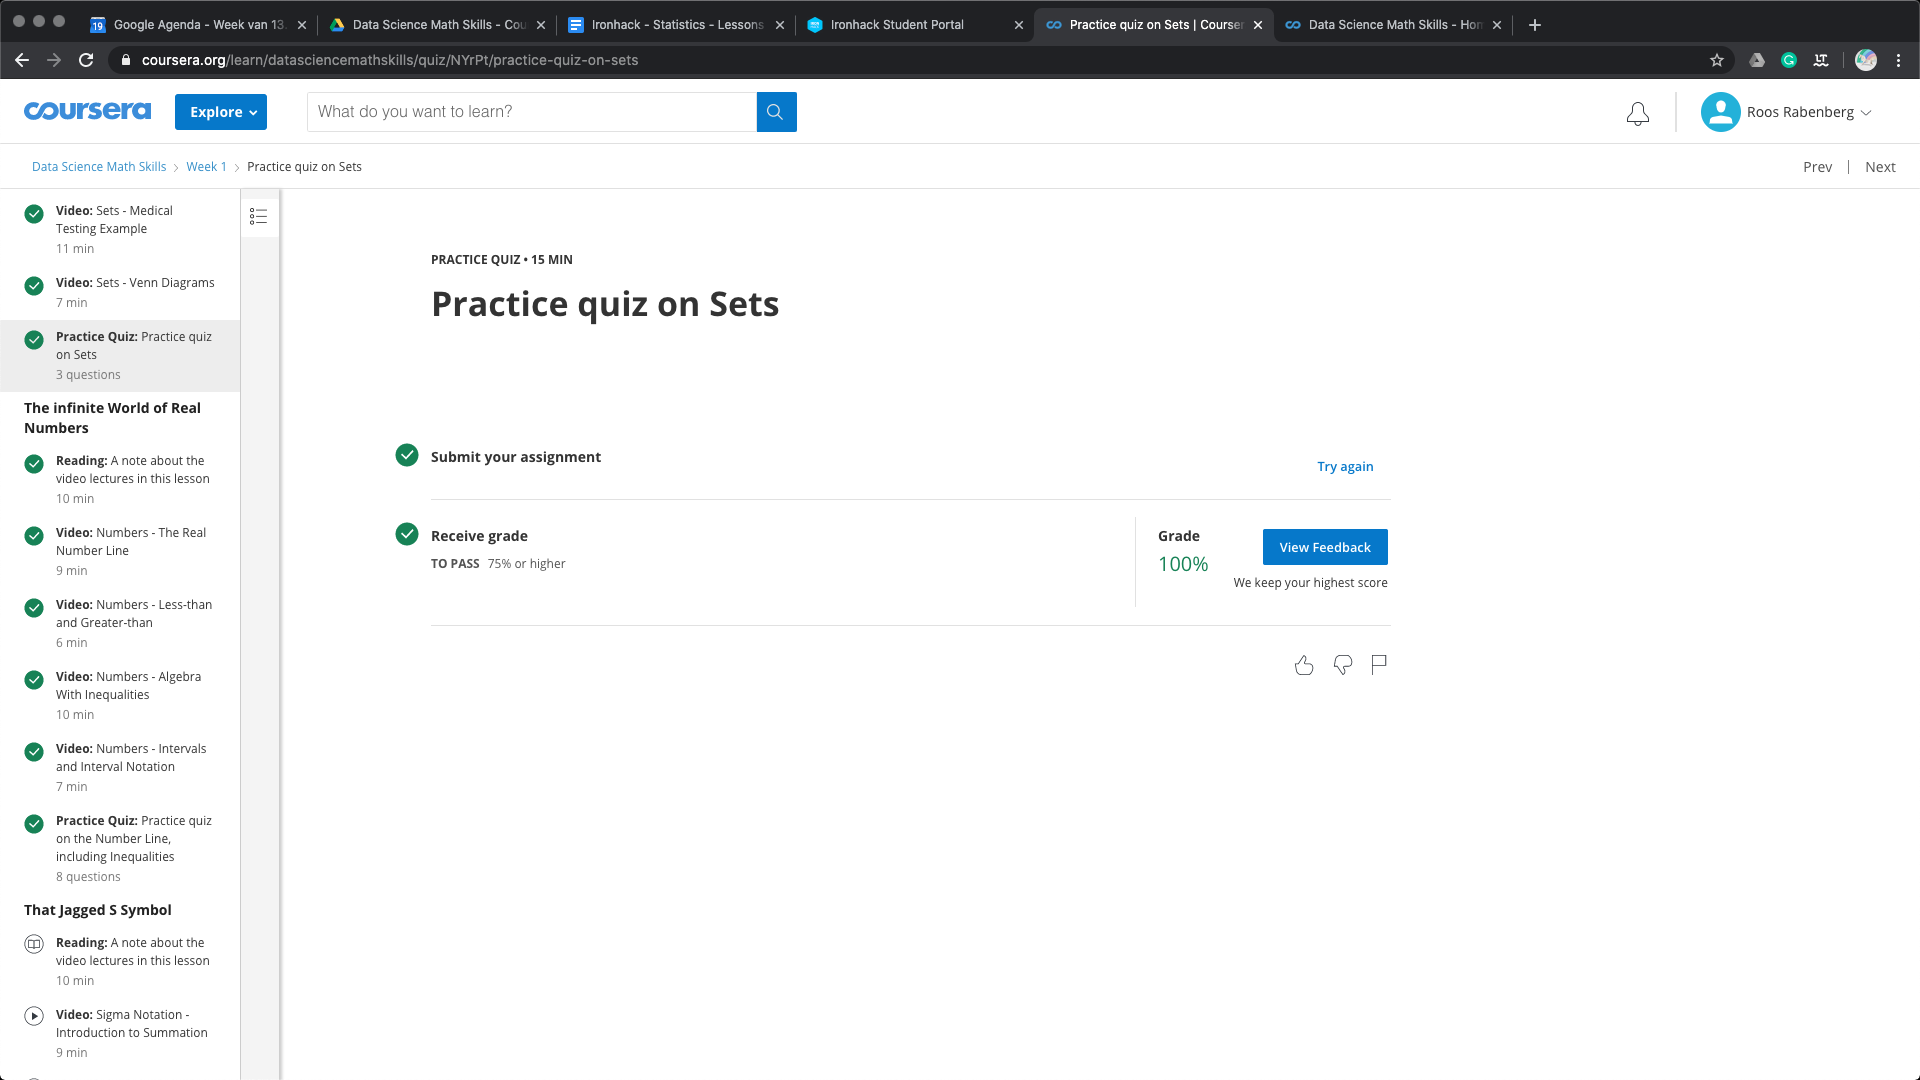 19 Google Agenda - Week van 13.
Data Science Math Skills - Cou
Ironhack - Statistics - Lessons
Ironhack Student Portal
Practice quiz on Sets | Courser
Data Science Math Skills - Hom
coursera.org/learn/datasciencemathskills/quiz/NYrPt/practice-quiz-on-sets
coursera
Explore
What do you want to learn?
Roos Rabenberg
Data Science Math Skills
Week 1
Practice quiz on Sets
Prev
Next
Video: Sets - Medical
Testing Example
11 min
Video: Sets - Venn Diagrams
7 min
Practice Quiz: Practice quiz
on Sets
3 questions
The infinite World of Real
Numbers
Reading: A note about the
video lectures in this lesson
10 min
Video: Numbers - The Real
Number Line
9 min
Video: Numbers - Less-than
and Greater-than
6 min
Video: Numbers - Algebra
With Inequalities
10 min
Video: Numbers - Intervals
and Interval Notation
7 min
Practice Quiz: Practice quiz
on the Number Line,
including Inequalities
8 questions
That Jagged S Symbol
Reading: A note about the
video lectures in this lesson
10 min
Video: Sigma Notation -
Introduction to Summation
9 min
PRACTICE QUIZ • 15 MIN
Practice quiz on Sets
Submit your assignment
Try again
Receive grade
TO PASS 75% or higher
Grade
100%
View Feedback
We keep your highest score